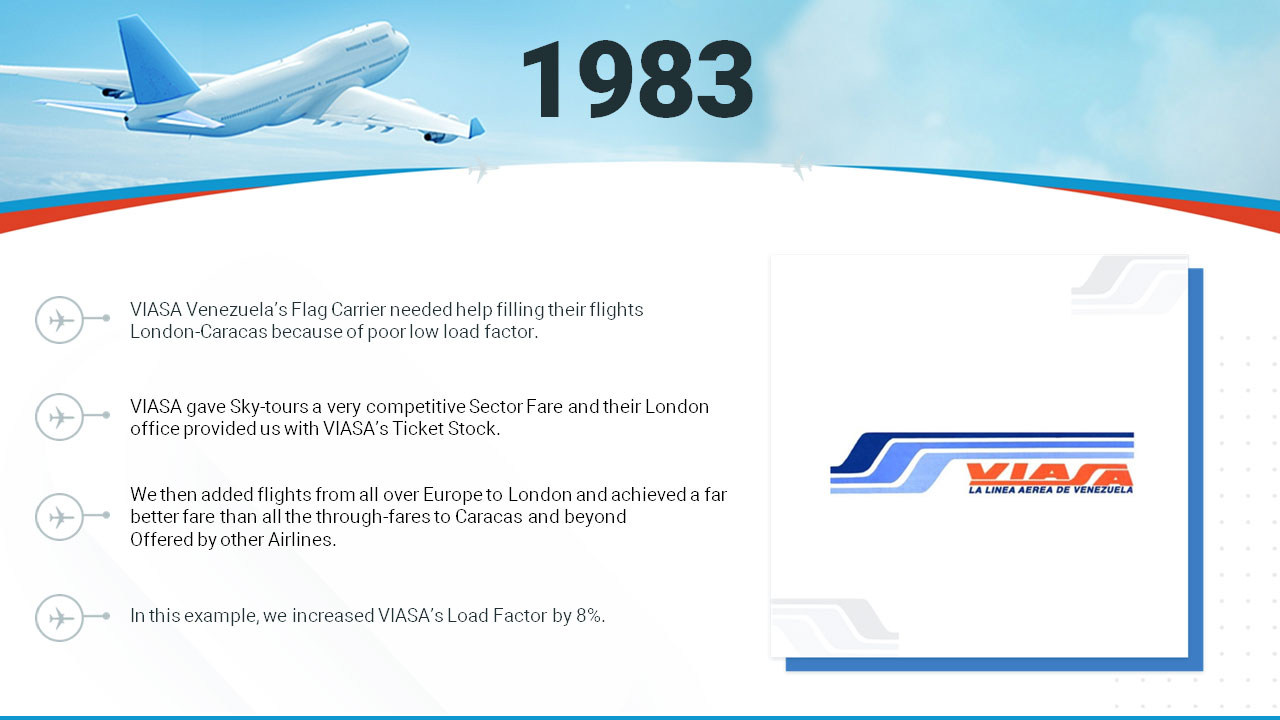 1983
VIASA Venezuela’s Flag Carrier needed help filling their flights
London-Caracas because of poor low load factor.
VIASA gave Sky-tours a very competitive Sector Fare and their London
office provided us with VIASA’s Ticket Stock.
We then added flights from all over Europe to London and achieved a far
better fare than all the through-fares to Caracas and beyond
Offered by other Airlines.
In this example, we increased VIASA’s Load Factor by 8%.
VIASA
LA LINEA AEREA DE VENEZUELA